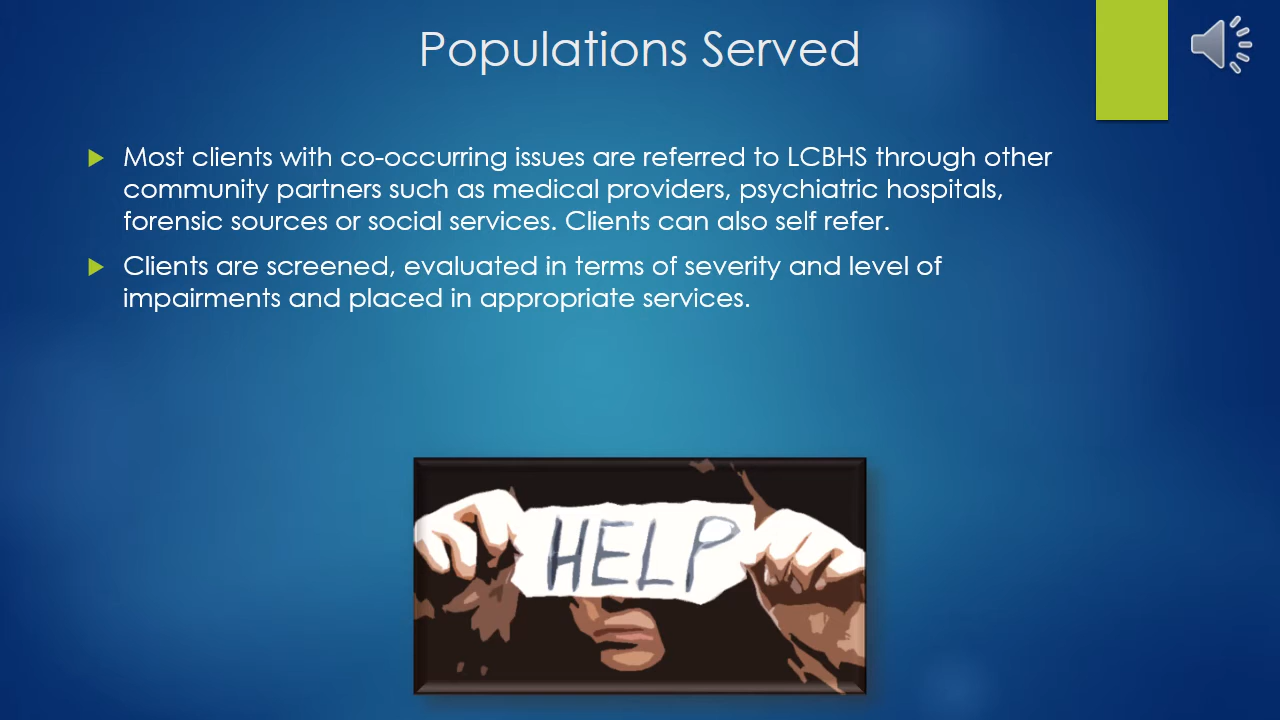 Populations Served
Most clients with co-occurring issues are referred to LCBHS through other
community partners such as medical providers, psychiatric hospitals,
forensic sources or social services. Clients can also self refer.
Clients are screened, evaluated in terms of severity and level of
impairments and placed in appropriate services.
HELP